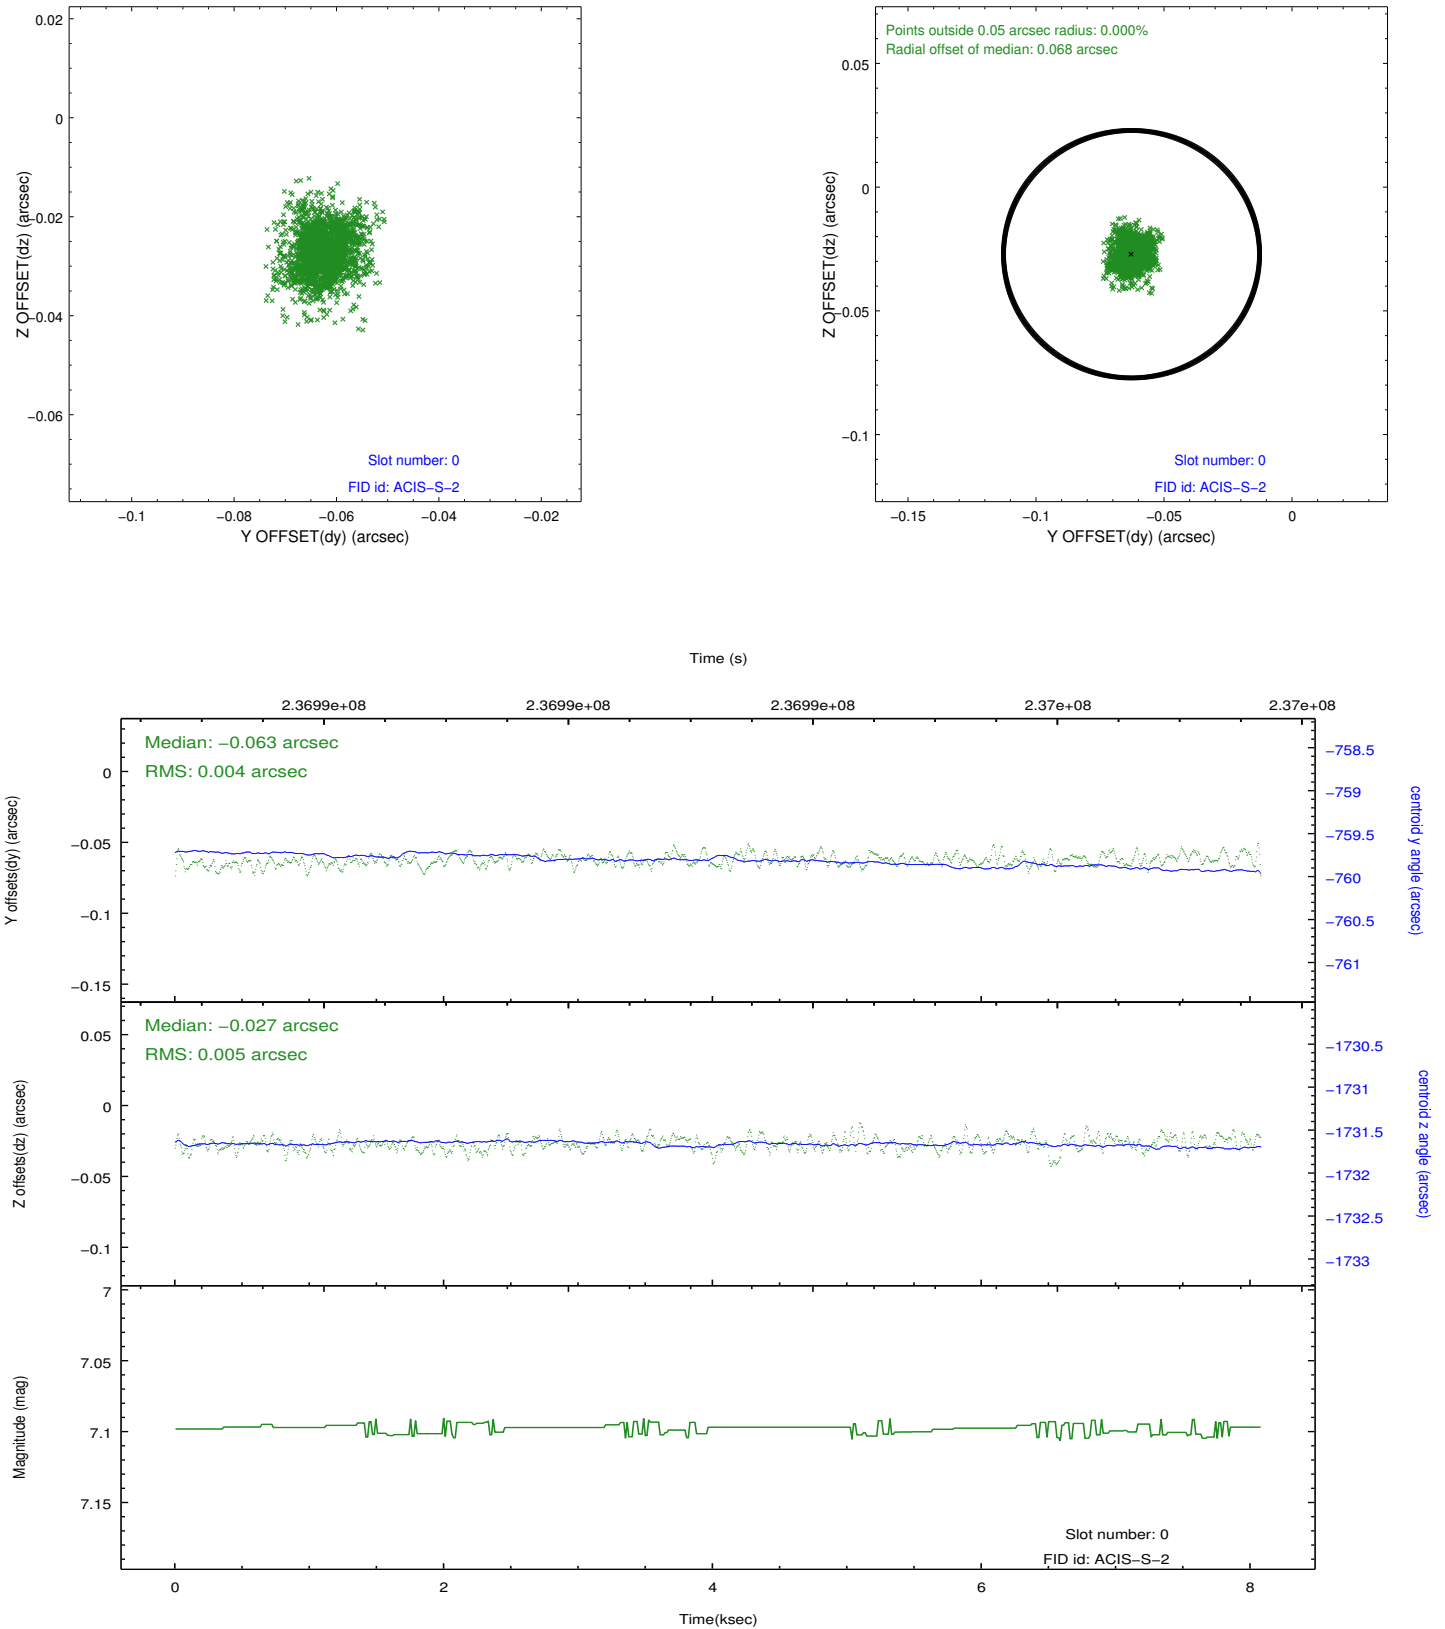 0.02
0
−0.02
−0.04
−0.06
Z OFFSET(dz) (arcsec)
Slot number: 0
FID id: ACIS−S−2
−0.1
−0.08
−0.06
−0.04
−0.02
Y OFFSET(dy) (arcsec)
Points outside 0.05 arcsec radius: 0.000%
Radial offset of median: 0.068 arcsec
0.05
0
−0.05
−0.1
Z OFFSET(dz) (arcsec)
Slot number: 0
FID id: ACIS−S−2
−0.15
−0.1
−0.05
0
Y OFFSET(dy) (arcsec)
Time (s)
2.3699e+08
2.3699e+08
2.3699e+08
2.37e+08
2.37e+08
Median: −0.063 arcsec
RMS: 0.004 arcsec
0
−0.05
−0.1
−0.15
Y offsets(dy) (arcsec)
−758.5
−759
−759.5
−760
−760.5
−761
centroid y angle (arcsec)
Median: −0.027 arcsec
RMS: 0.005 arcsec
0.05
0
−0.05
−0.1
Z offsets(dz) (arcsec)
−1730.5
−1731
−1731.5
−1732
−1732.5
−1733
centroid z angle (arcsec)
7
7.05
7.1
7.15
Magnitude (mag)
Slot number: 0
FID id: ACIS−S−2
0
2
4
6
8
Time(ksec)